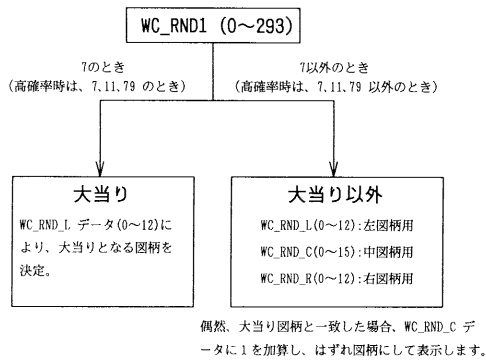 WC_RND1 (0～293)
7のとき
(高確率時は、7,11,79 のとき)
7以外のとき
(高確率時は、7,11,79 以外のとき)
大当り
WC_RND_L データ(0～12)に
より、大当りとなる図柄を
決定。
大当り以外
WC_RND_L(0～12):左図柄用
WC_RND_C(0～15):中図柄用
WC_RND_R(0～12):右図柄用
偶然、大当り図柄と一致した場合、WC_RND_C デ
ータに1を加算し、はずれ図柄にして表示します。